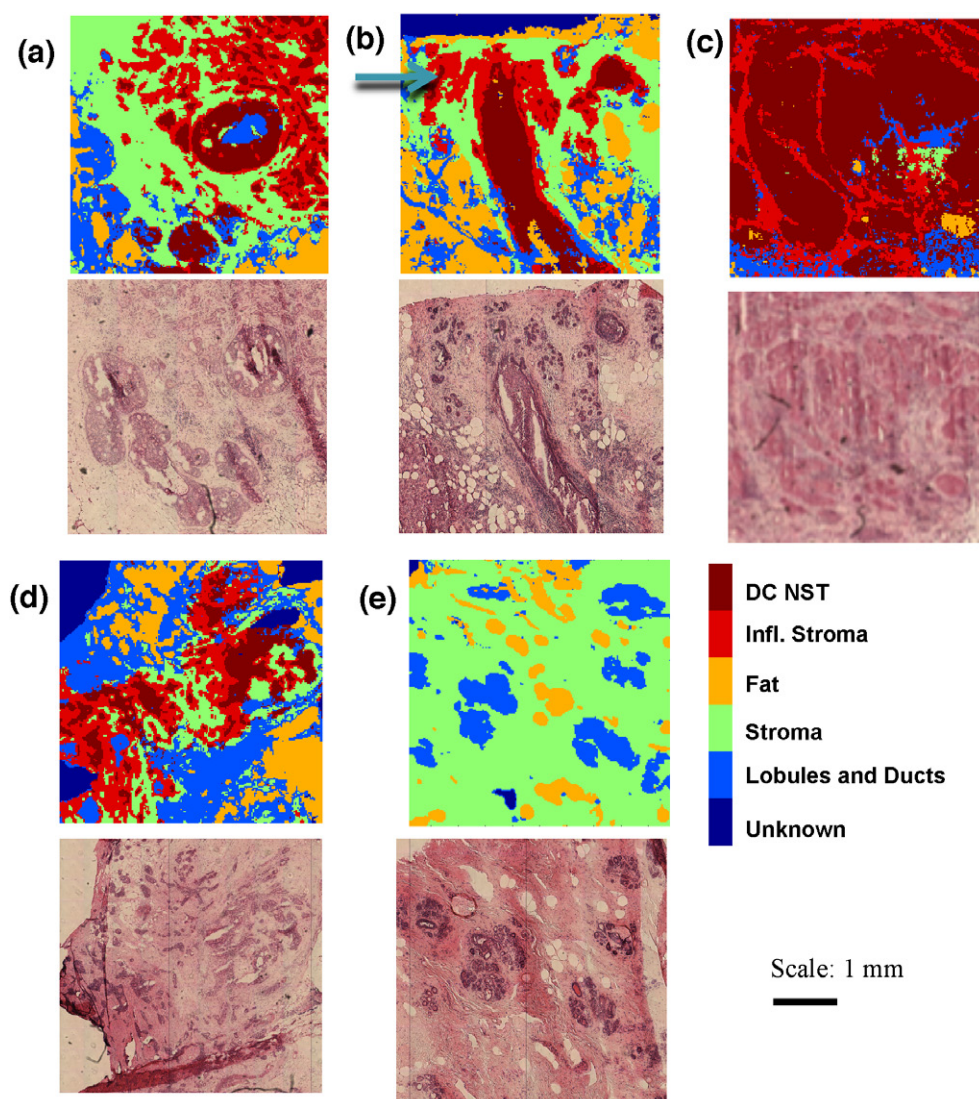 (a)
(b)
(c)
(d)
(e)
DC NST
Infl. Stroma
Fat
Stroma
Lobules and Ducts
Unknown
Scale: 1 mm